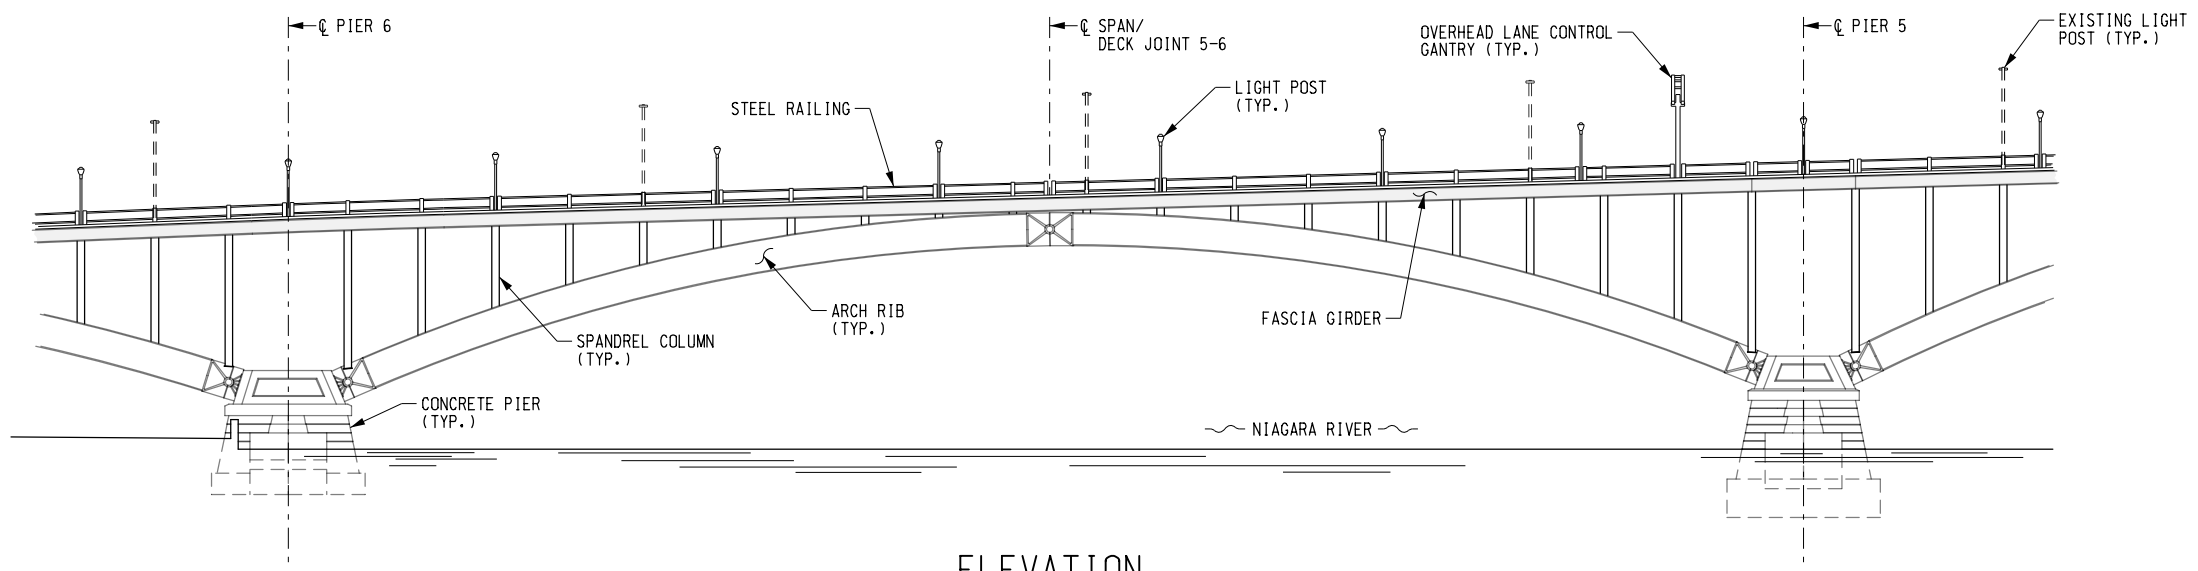 ℄ PIER 6
℄ SPAN/
DECK JOINT 5-6
OVERHEAD LANE CONTROL
GANTRY (TYP.)
℄ PIER 5
EXISTING LIGHT
POST (TYP.)
STEEL RAILING
LIGHT POST
(TYP.)
ARCH RIB
(TYP.)
FASCIA GIRDER
SPANDREL COLUMN
(TYP.)
CONCRETE PIER
(TYP.)
NIAGARA RIVER
ELEVATION